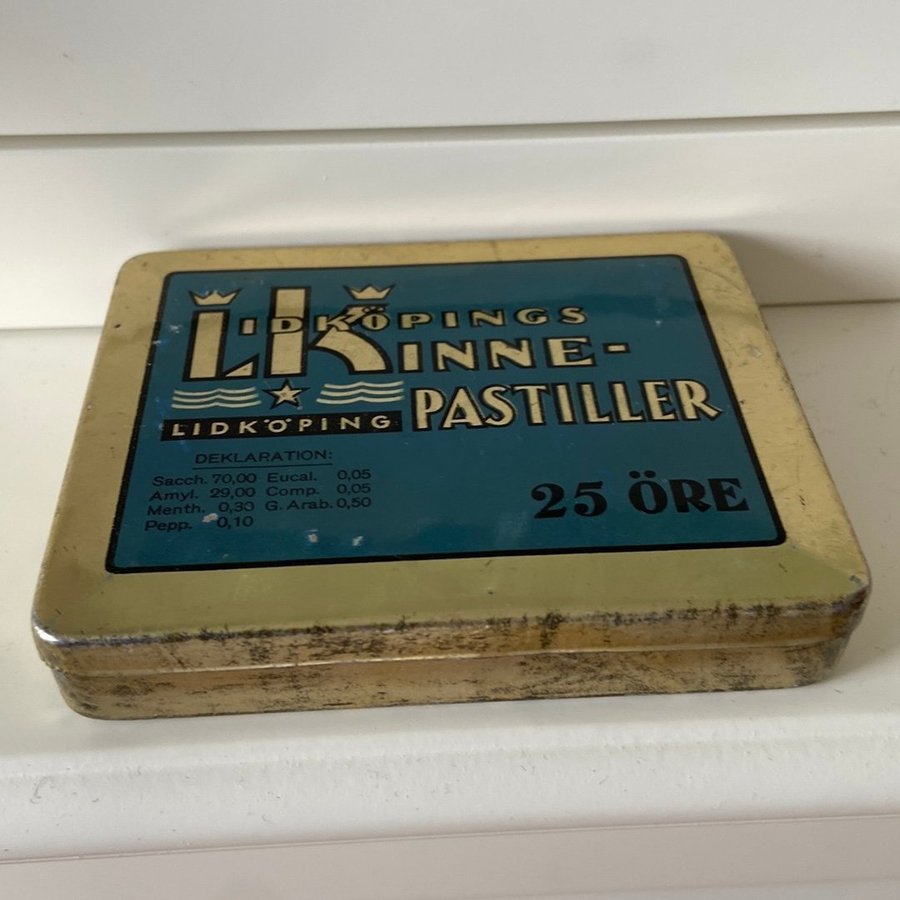 LIDKÖPINGS
KINNE-
PASTILLER
LIDKÖPING
DEKLARATION:
Sacch. 70,00 Eucal. 0,05
Amyl. 29,00 Comp. 0,05
Menth. 0,30 G. Arab. 0,50
Pepp. 0,10
25 ÖRE